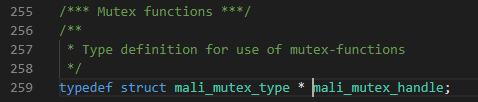 255 /*** Mutex functions ***/
256 /**
257  * Type definition for use of mutex-functions
258  */
259 typedef struct mali_mutex_type * mali_mutex_handle;